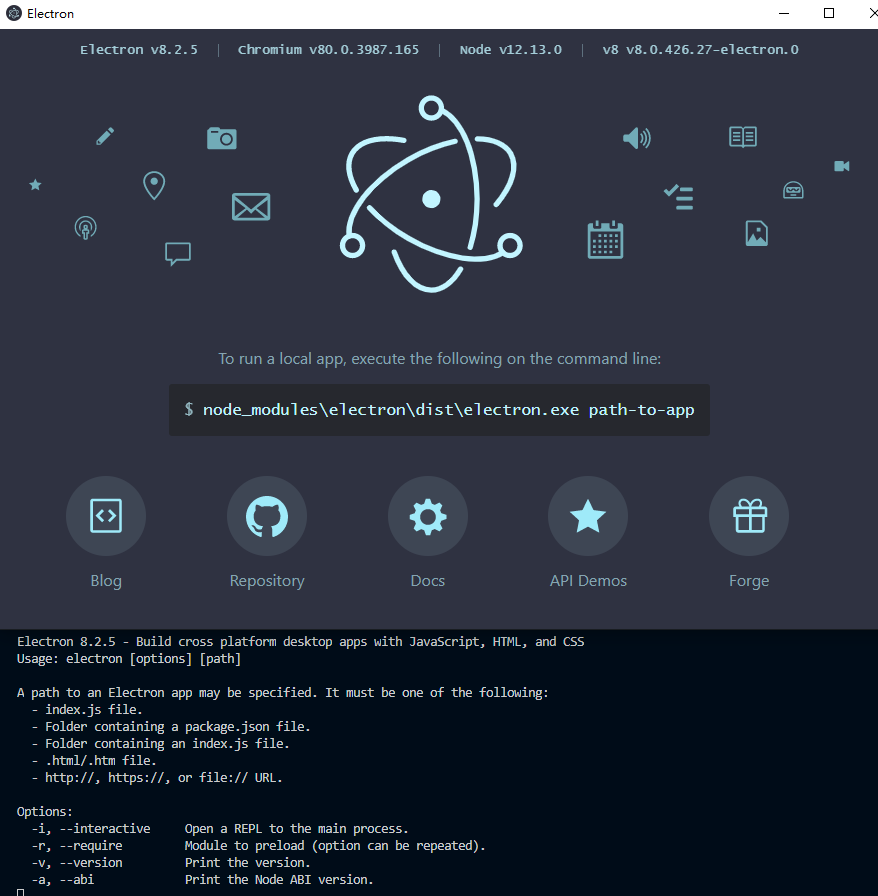 Electron
Electron v8.2.5 | Chromium v80.0.3987.165 | Node v12.13.0 | v8 v8.0.426.27-electron.0
To run a local app, execute the following on the command line:
$ node_modules\electron\dist\electron.exe path-to-app
Blog Repository Docs API Demos Forge
Electron 8.2.5 - Build cross platform desktop apps with JavaScript, HTML, and CSS
Usage: electron [options] [path]
A path to an Electron app may be specified. It must be one of the following:
- index.js file.
- Folder containing a package.json file.
- Folder containing an index.js file.
- .html/.htm file.
- http://, https://, or file:// URL.
Options:
-i, --interactive Open a REPL to the main process.
-r, --require Module to preload (option can be repeated).
-v, --version Print the version.
-a, --abi Print the Node ABI version.